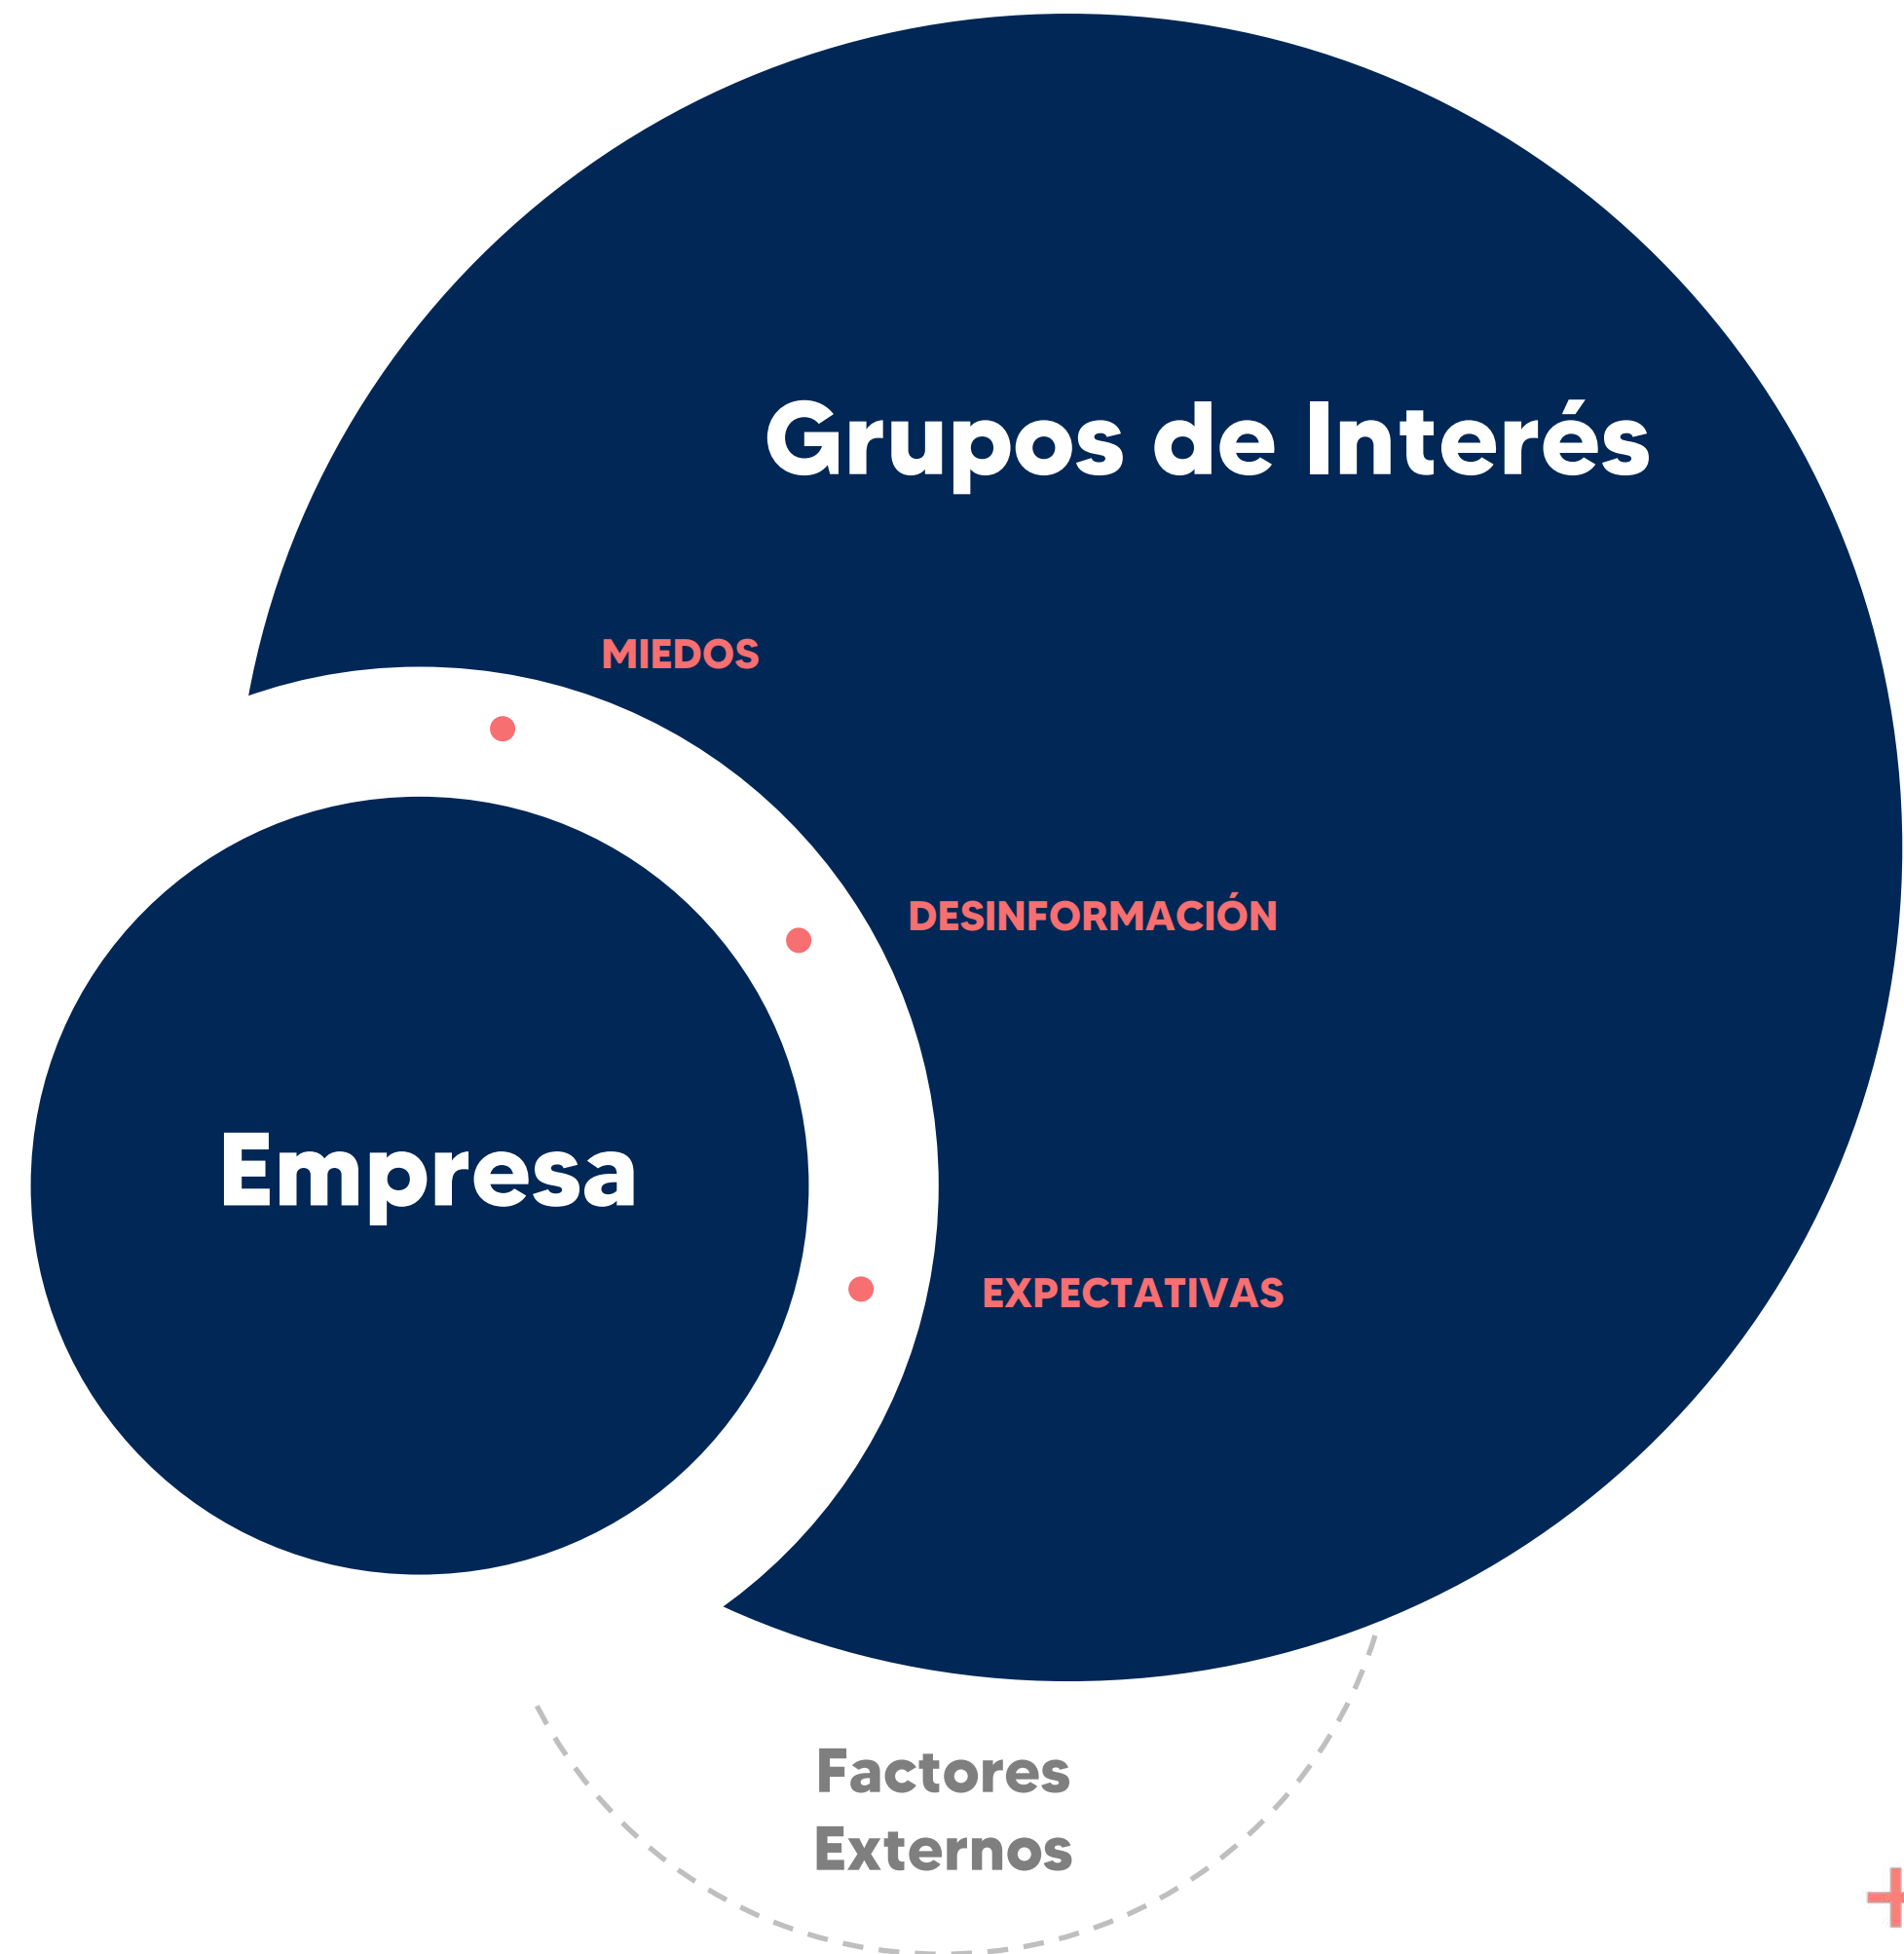 Grupos de Interés
MIEDOS
DESINFORMACIÓN
Empresa
EXPECTATIVAS
Factores
Externos